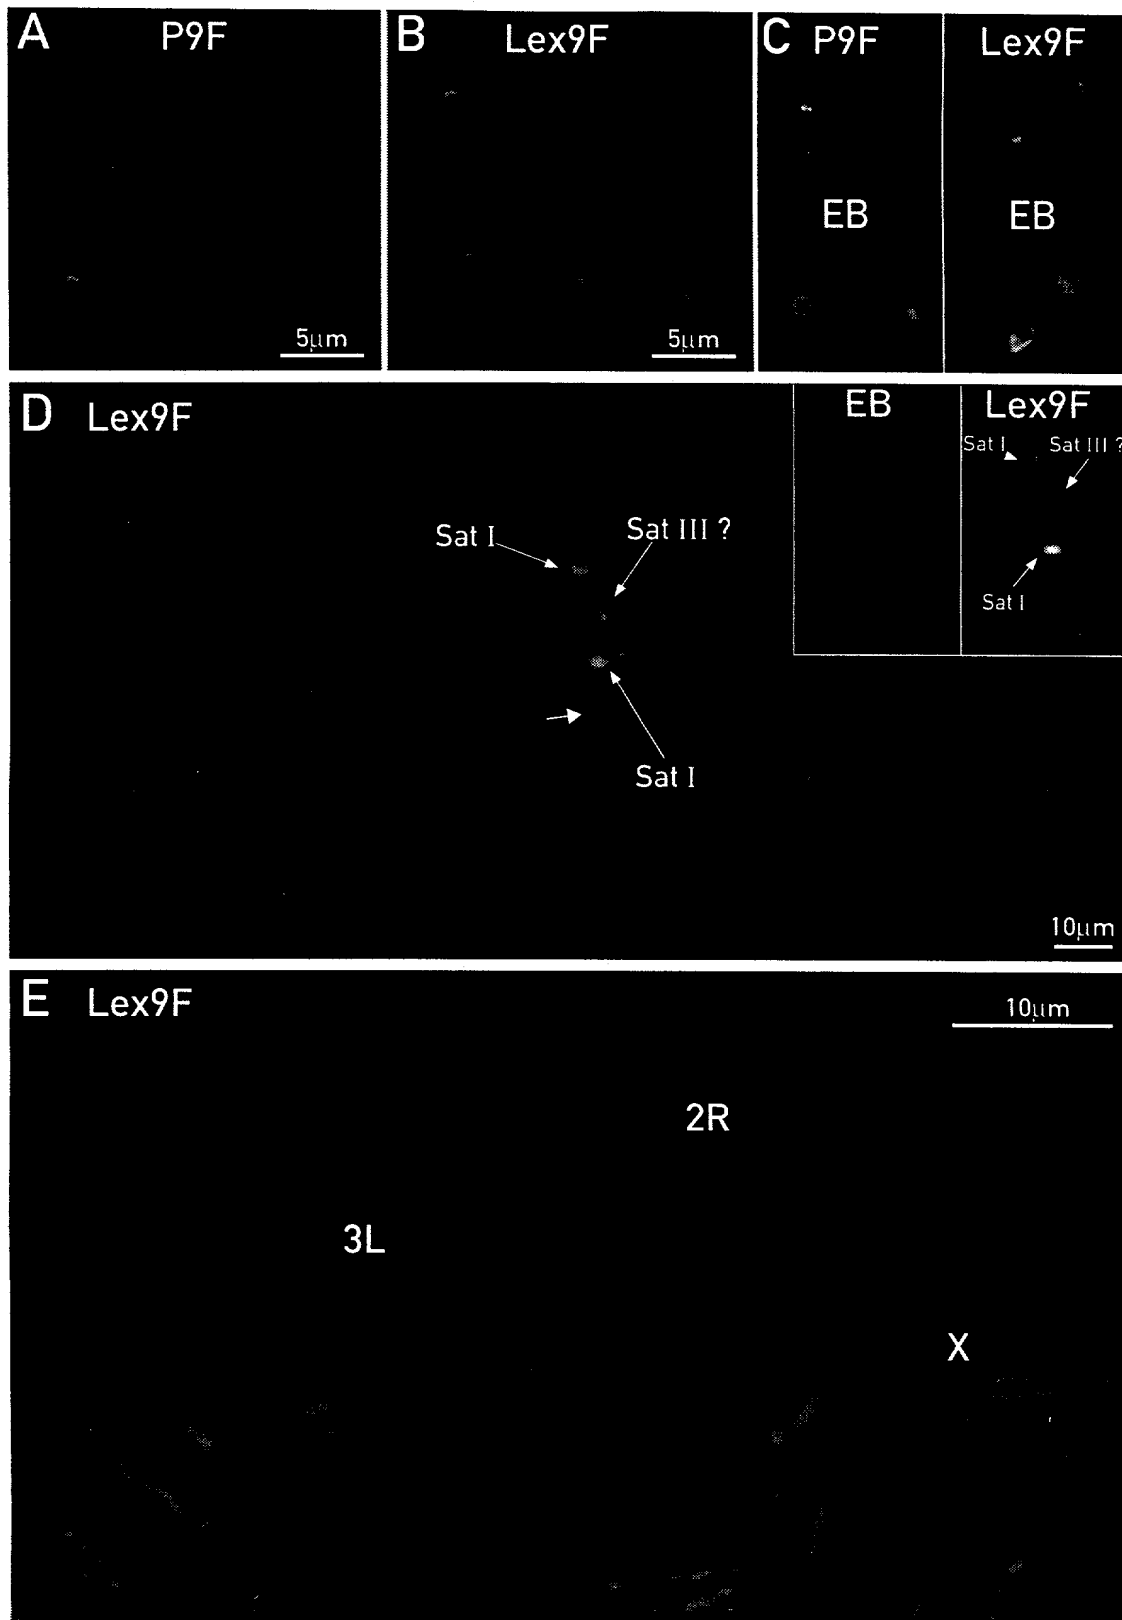 A P9F
5µm
B Lex9F
5µm
C P9F
EB
Lex9F
EB
D Lex9F
Sat I
Sat III ?
Sat I
10µm
EB
Lex9F
Sat I
Sat III ?
Sat I
E Lex9F
10µm
2R
3L
X